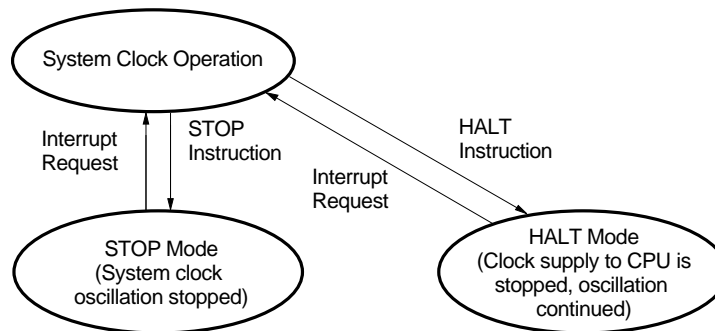 System Clock Operation
Interrupt
Request
STOP
Instruction
HALT
Instruction
Interrupt
Request
STOP Mode
(System clock
oscillation stopped)
HALT Mode
(Clock supply to CPU is
stopped, oscillation
continued)